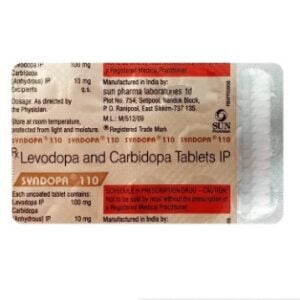 Levodopa IP 100 mg
Carbidopa
(Anhydrous) IP 10 mg
Excipients q.s.
Dosage: As directed by
the Physician.
Store at room temperature,
protected from light and moisture.
a Registered Medical Practitioner
Manufactured in India by:
sun pharma laboratories ltd
Plot No. 754, Setipool,
P. O. Ranipool, East Sikkim-737 135.
M.L: M/512/09
® Registered Trade Mark
SUN
SYNDOPA® 110 SYNDOPA® 110
℞ Levodopa and Carbidopa Tablets IP
SYNDOPA® 110
Each uncoated tablet contains:
Levodopa IP 100 mg
Carbidopa
(Anhydrous) IP 10 mg
SCHEDULE H PRESCRIPTION DRUG – CAUTION
Not to be sold by retail without the prescription of
a Registered Medical Practitioner
Manufactured in India by: